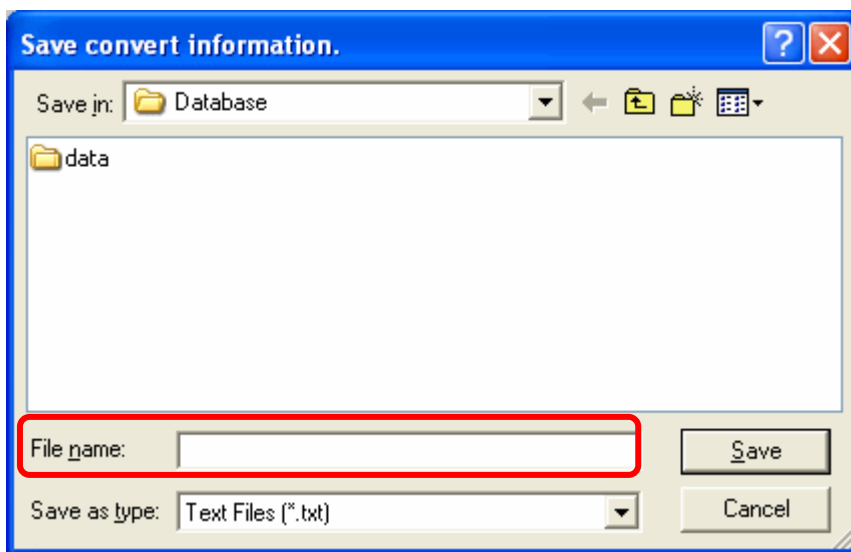 Save convert information.
Save in: Database
data
File name:
Save
Save as type: Text Files (*.txt)
Cancel